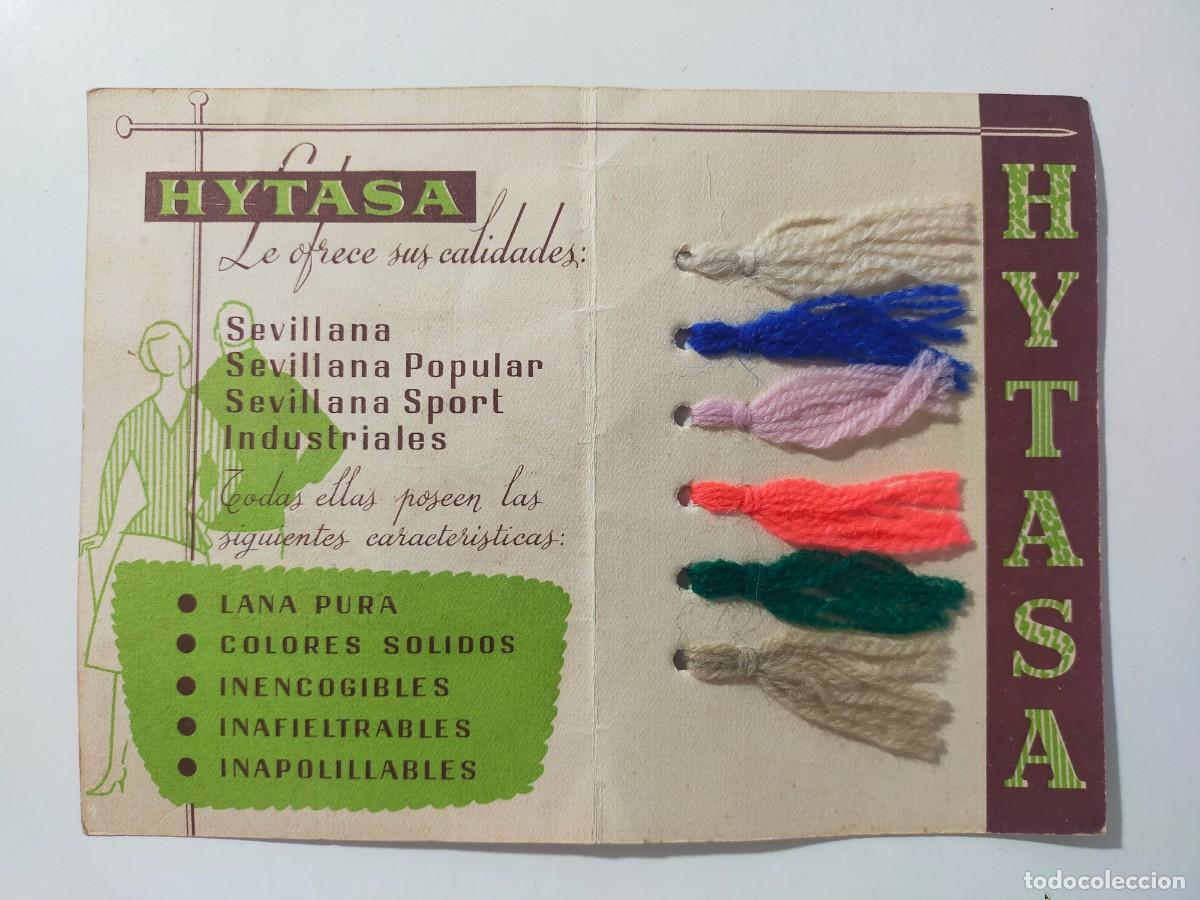 HYTASA
Le ofrece sus calidades:
Sevillana
Sevillana Popular
Sevillana Sport
Industriales
Todas ellas poseen las
siguientes caracteristicas:
● LANA PURA
● COLORES SOLIDOS
● INENCOGIBLES
● INAFIELTRABLES
● INAPOLILLABLES
HYTASA
todocoleccion